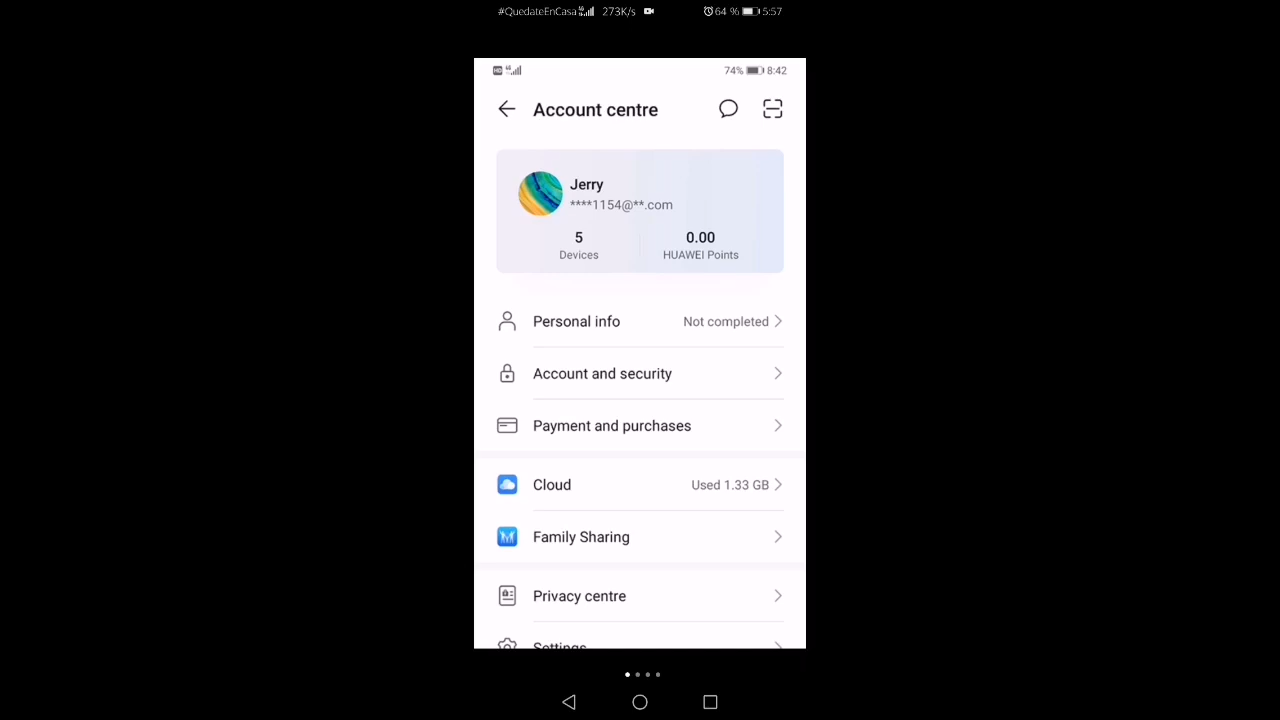 #QuedateEnCasa 273K/s 64 % 5:57
HD 4G 74% 8:42
Account centre
Jerry
****1154@**.com
5 0.00
Devices HUAWEI Points
Personal info Not completed
Account and security
Payment and purchases
Cloud Used 1.33 GB
Family Sharing
Privacy centre
Settings